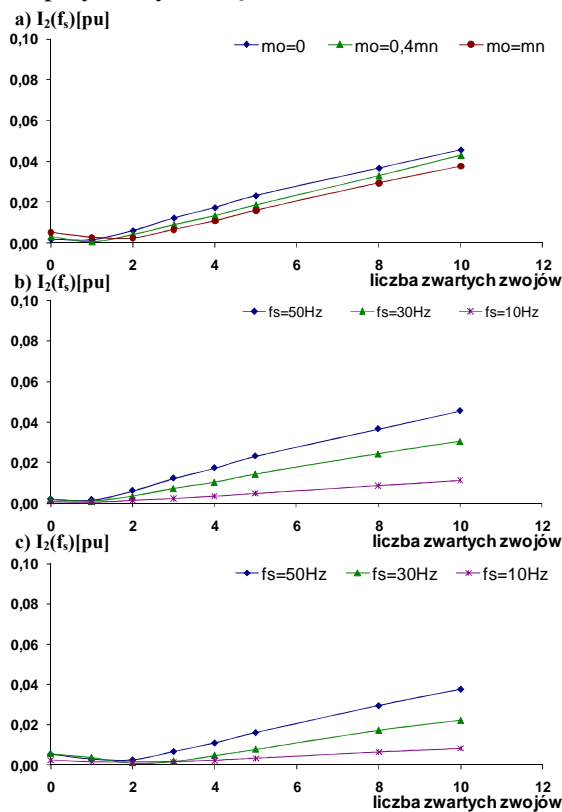 a) I₂(fₛ)[pu]
mo=0 mo=0,4mn mo=mn
0,10
0,08
0,06
0,04
0,02
0,00
0 2 4 6 8 10 12
liczba zwartych zwojów
b) I₂(fₛ)[pu]
fs=50Hz fs=30Hz fs=10Hz
0,10
0,08
0,06
0,04
0,02
0,00
0 2 4 6 8 10 12
liczba zwartych zwojów
c) I₂(fₛ)[pu]
fs=50Hz fs=30Hz fs=10Hz
0,10
0,08
0,06
0,04
0,02
0,00
0 2 4 6 8 10 12
liczba zwartych zwojów